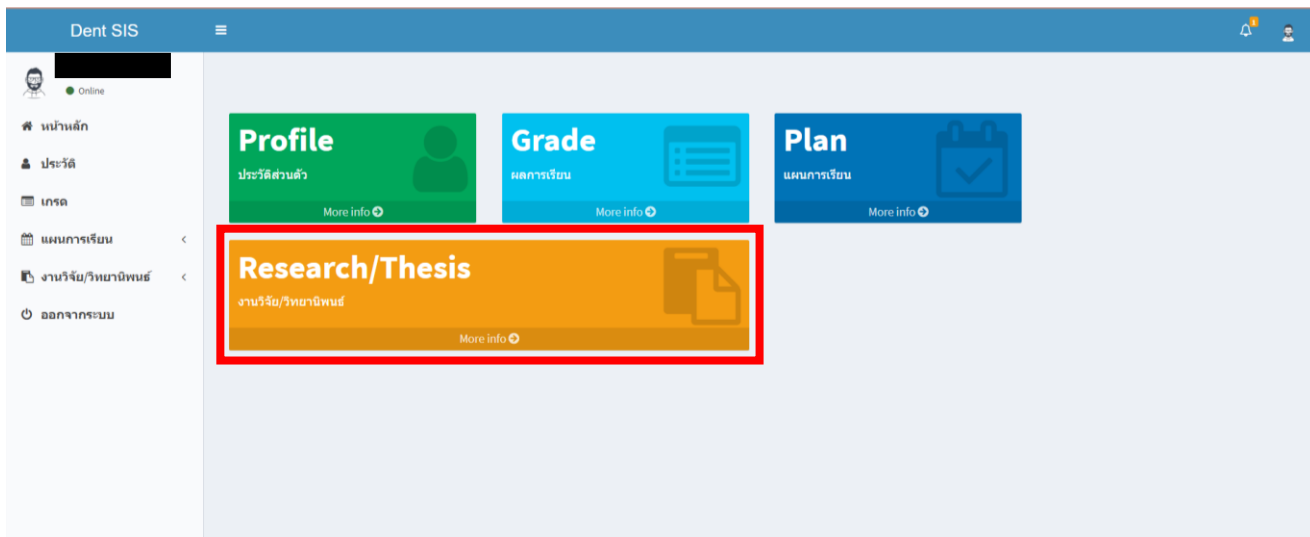 Dent SIS
1
Online
หน้าหลัก
ประวัติ
เกรด
แผนการเรียน
งานวิจัย/วิทยานิพนธ์
ออกจากระบบ
Profile
ประวัติส่วนตัว
More info
Grade
ผลการเรียน
More info
Plan
แผนการเรียน
More info
Research/Thesis
งานวิจัย/วิทยานิพนธ์
More info